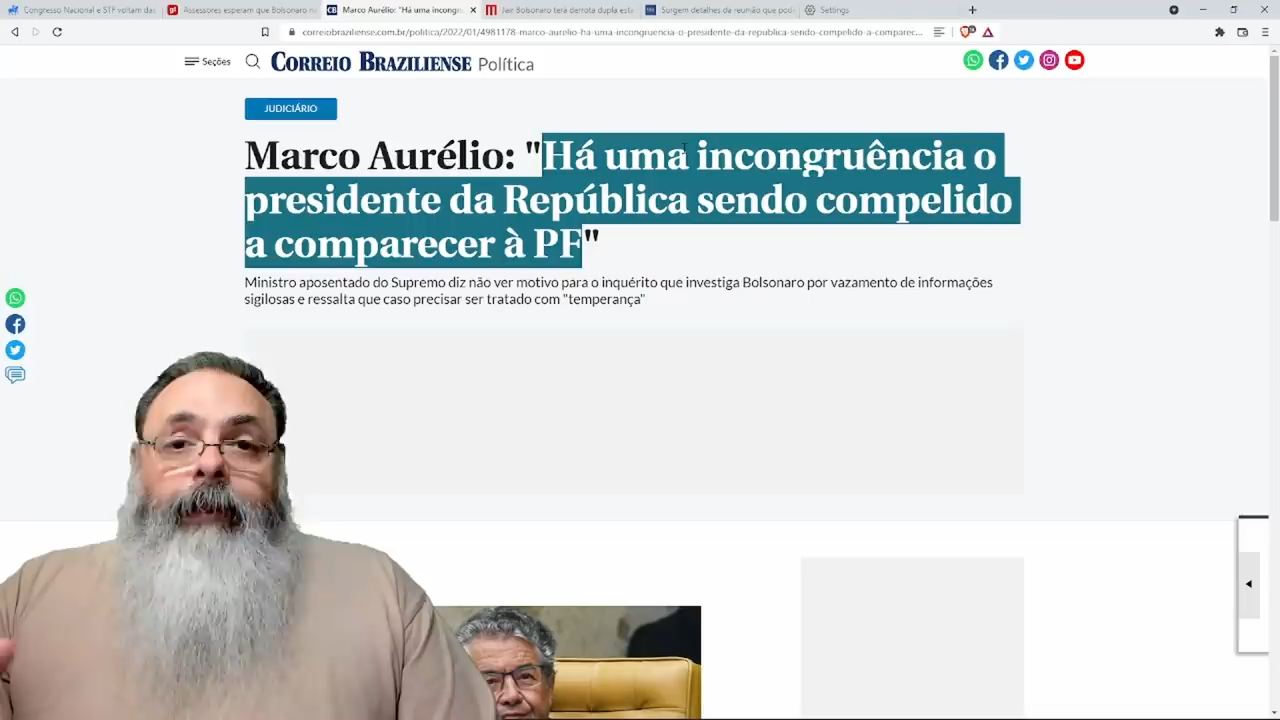 Congresso Nacional e STF voltam das
Assessores esperam que Bolsonaro n
Marco Aurélio: "Há uma incongru
Jair Bolsonaro terá derrota dupla est
Surgem detalhes da reunião que pod
Settings
correiobraziliense.com.br/politica/2022/01/4981178-marco-aurelio-ha-uma-incongruencia-o-presidente-da-republica-sendo-compelido-a-comparec...
Seções
CORREIO BRAZILIENSE Política
JUDICIÁRIO
Marco Aurélio: "Há uma incongruência o
presidente da República sendo compelido
a comparecer à PF"
Ministro aposentado do Supremo diz não ver motivo para o inquérito que investiga Bolsonaro por vazamento de informações
sigilosas e ressalta que caso precisar ser tratado com "temperança"